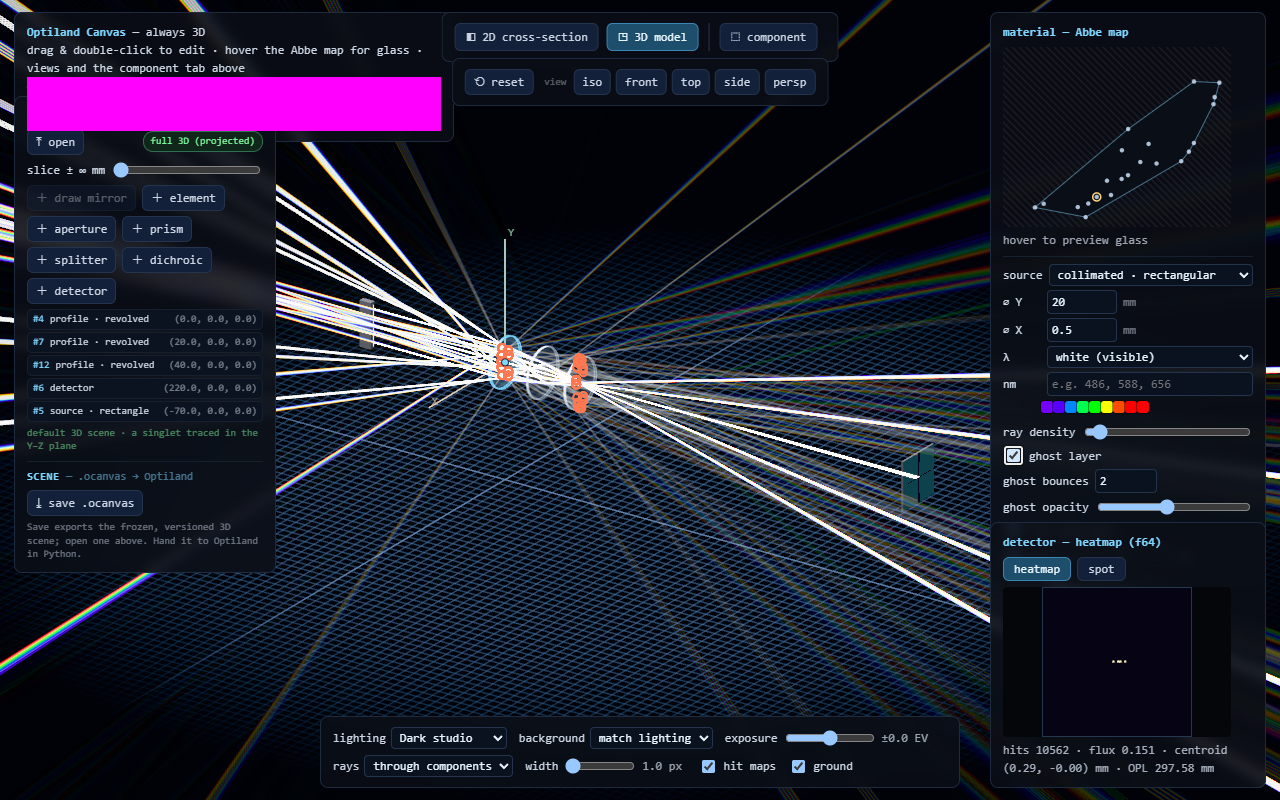 Optiland Canvas — always 3D
drag & double-click to edit · hover the Abbe map for glass ·
views and the component tab above
open
full 3D (projected)
slice ± ∞ mm
+ draw mirror
+ element
+ aperture
+ prism
+ splitter
+ dichroic
+ detector
#4 profile · revolved (0.0, 0.0, 0.0)
#7 profile · revolved (20.0, 0.0, 0.0)
#12 profile · revolved (40.0, 0.0, 0.0)
#6 detector (220.0, 0.0, 0.0)
#5 source · rectangle (-70.0, 0.0, 0.0)
default 3D scene · a singlet traced in the
Y–Z plane
SCENE — .ocanvas → Optiland
save .ocanvas
Save exports the frozen, versioned 3D
scene; open one above. Hand it to Optiland
in Python.
2D cross-section
3D model
component
reset
view
iso
front
top
side
persp
Y
X
material — Abbe map
hover to preview glass
source collimated · rectangular
⌀ Y 20 mm
⌀ X 0.5 mm
λ white (visible)
nm e.g. 486, 588, 656
ray density
ghost layer
ghost bounces 2
ghost opacity
detector — heatmap (f64)
heatmap
spot
hits 10562 · flux 0.151 · centroid
(0.29, -0.00) mm · OPL 297.58 mm
lighting Dark studio background match lighting exposure ±0.0 EV
rays through components width 1.0 px hit maps ground